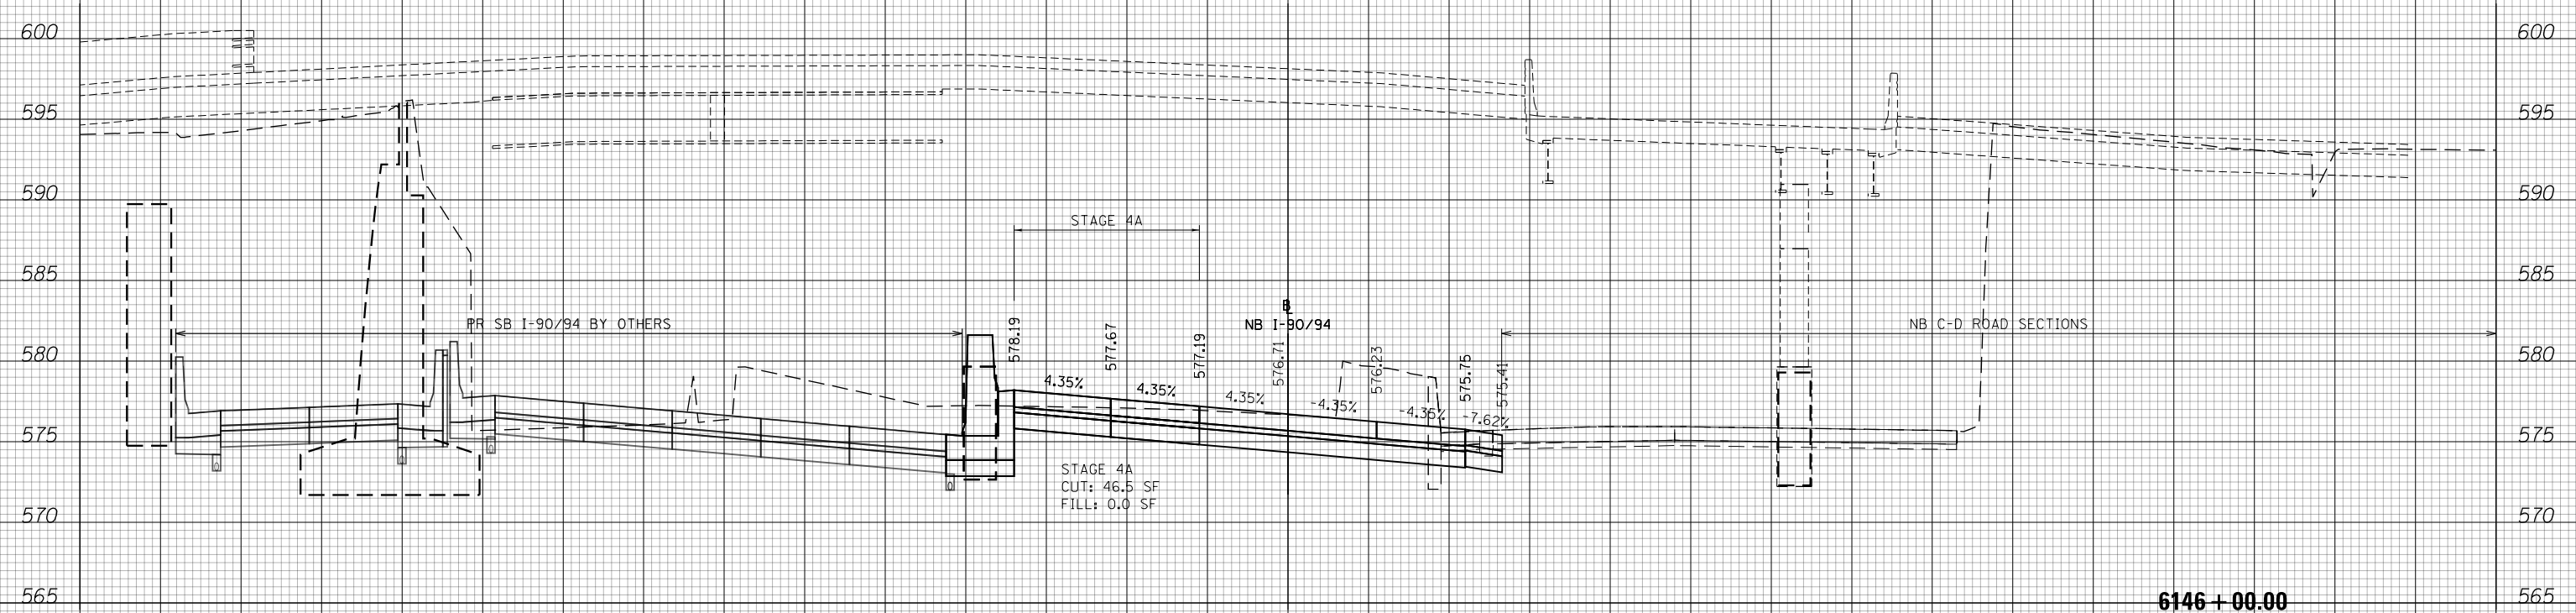 600 600
595 595
590 590
STAGE 4A
585 585
PR SB I-90/94 BY OTHERS
℄
NB I-90/94
NB C-D ROAD SECTIONS
578.19 577.67 577.19 576.71 576.23 575.75 575.41
580 580
4.35% 4.35% 4.35% -4.35% -4.35% -7.62%
575 575
STAGE 4A
CUT: 46.5 SF
FILL: 0.0 SF
570 570
565 565
6146+00.00